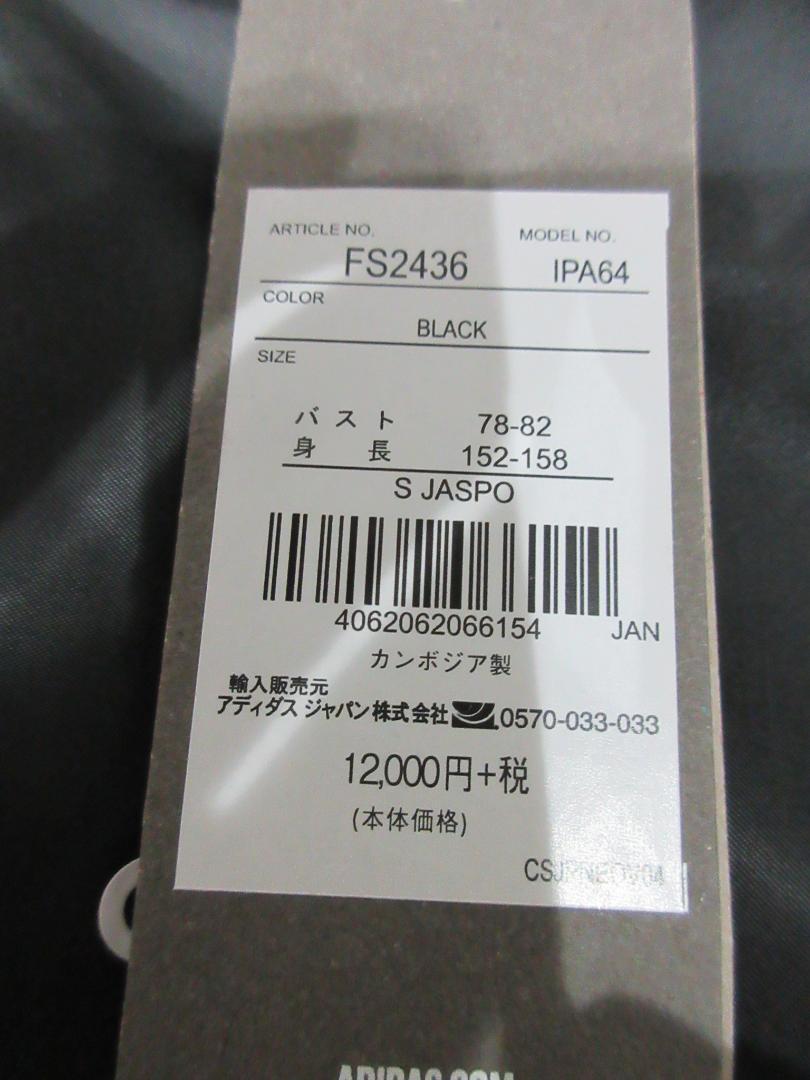 ARTICLE NO.
MODEL NO.
FS2436
IPA64
COLOR
BLACK
SIZE
バスト 78-82
身長 152-158
S JASPO
4062062066154 JAN
カンボジア製
輸入販売元
アディダス ジャパン株式会社 0570-033-033
12,000円+税
(本体価格)
ADIDAS.COM